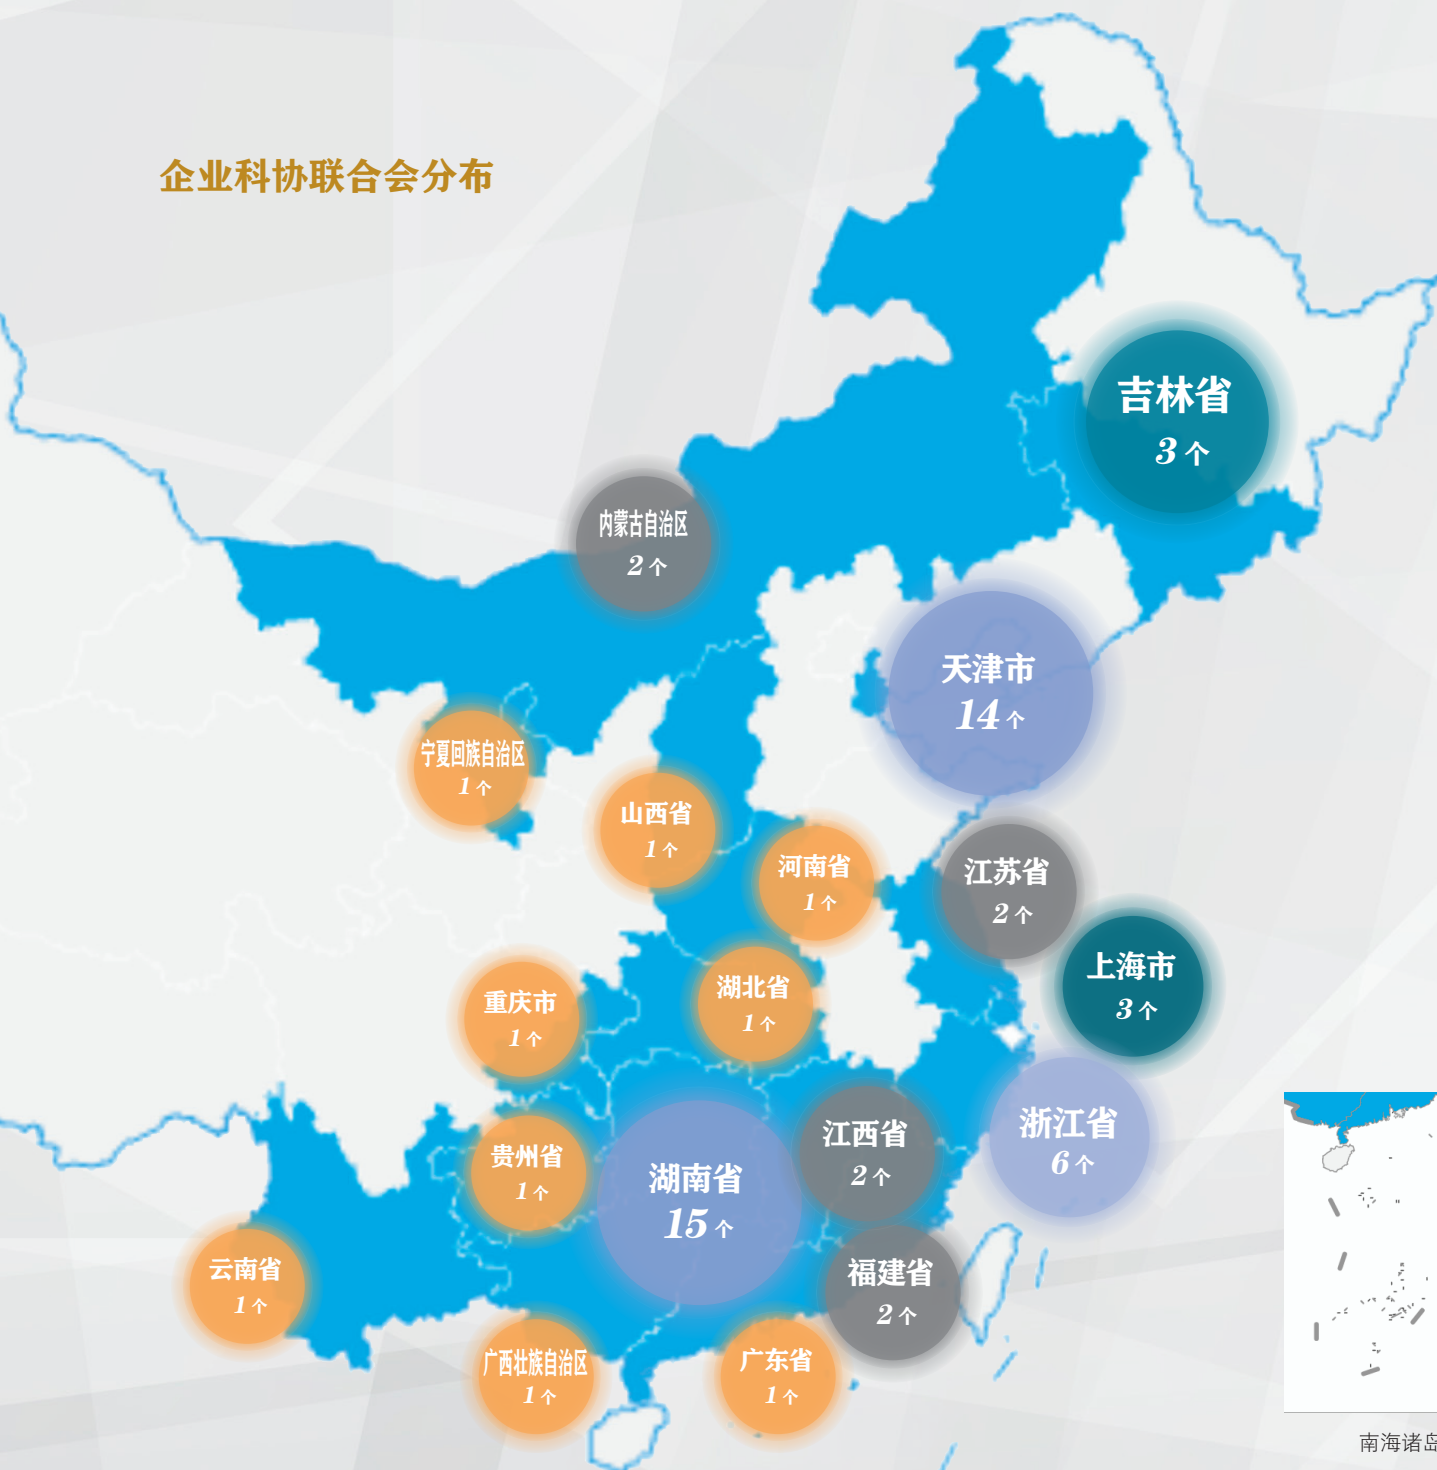 企业科协联合会分布
吉林省
3 个
内蒙古自治区
2 个
天津市
14 个
宁夏回族自治区
1 个
山西省
1 个
河南省
1 个
江苏省
2 个
上海市
3 个
湖北省
1 个
重庆市
1 个
浙江省
6 个
江西省
2 个
贵州省
1 个
湖南省
15 个
云南省
1 个
福建省
2 个
广西壮族自治区
1 个
广东省
1 个
南海诸岛